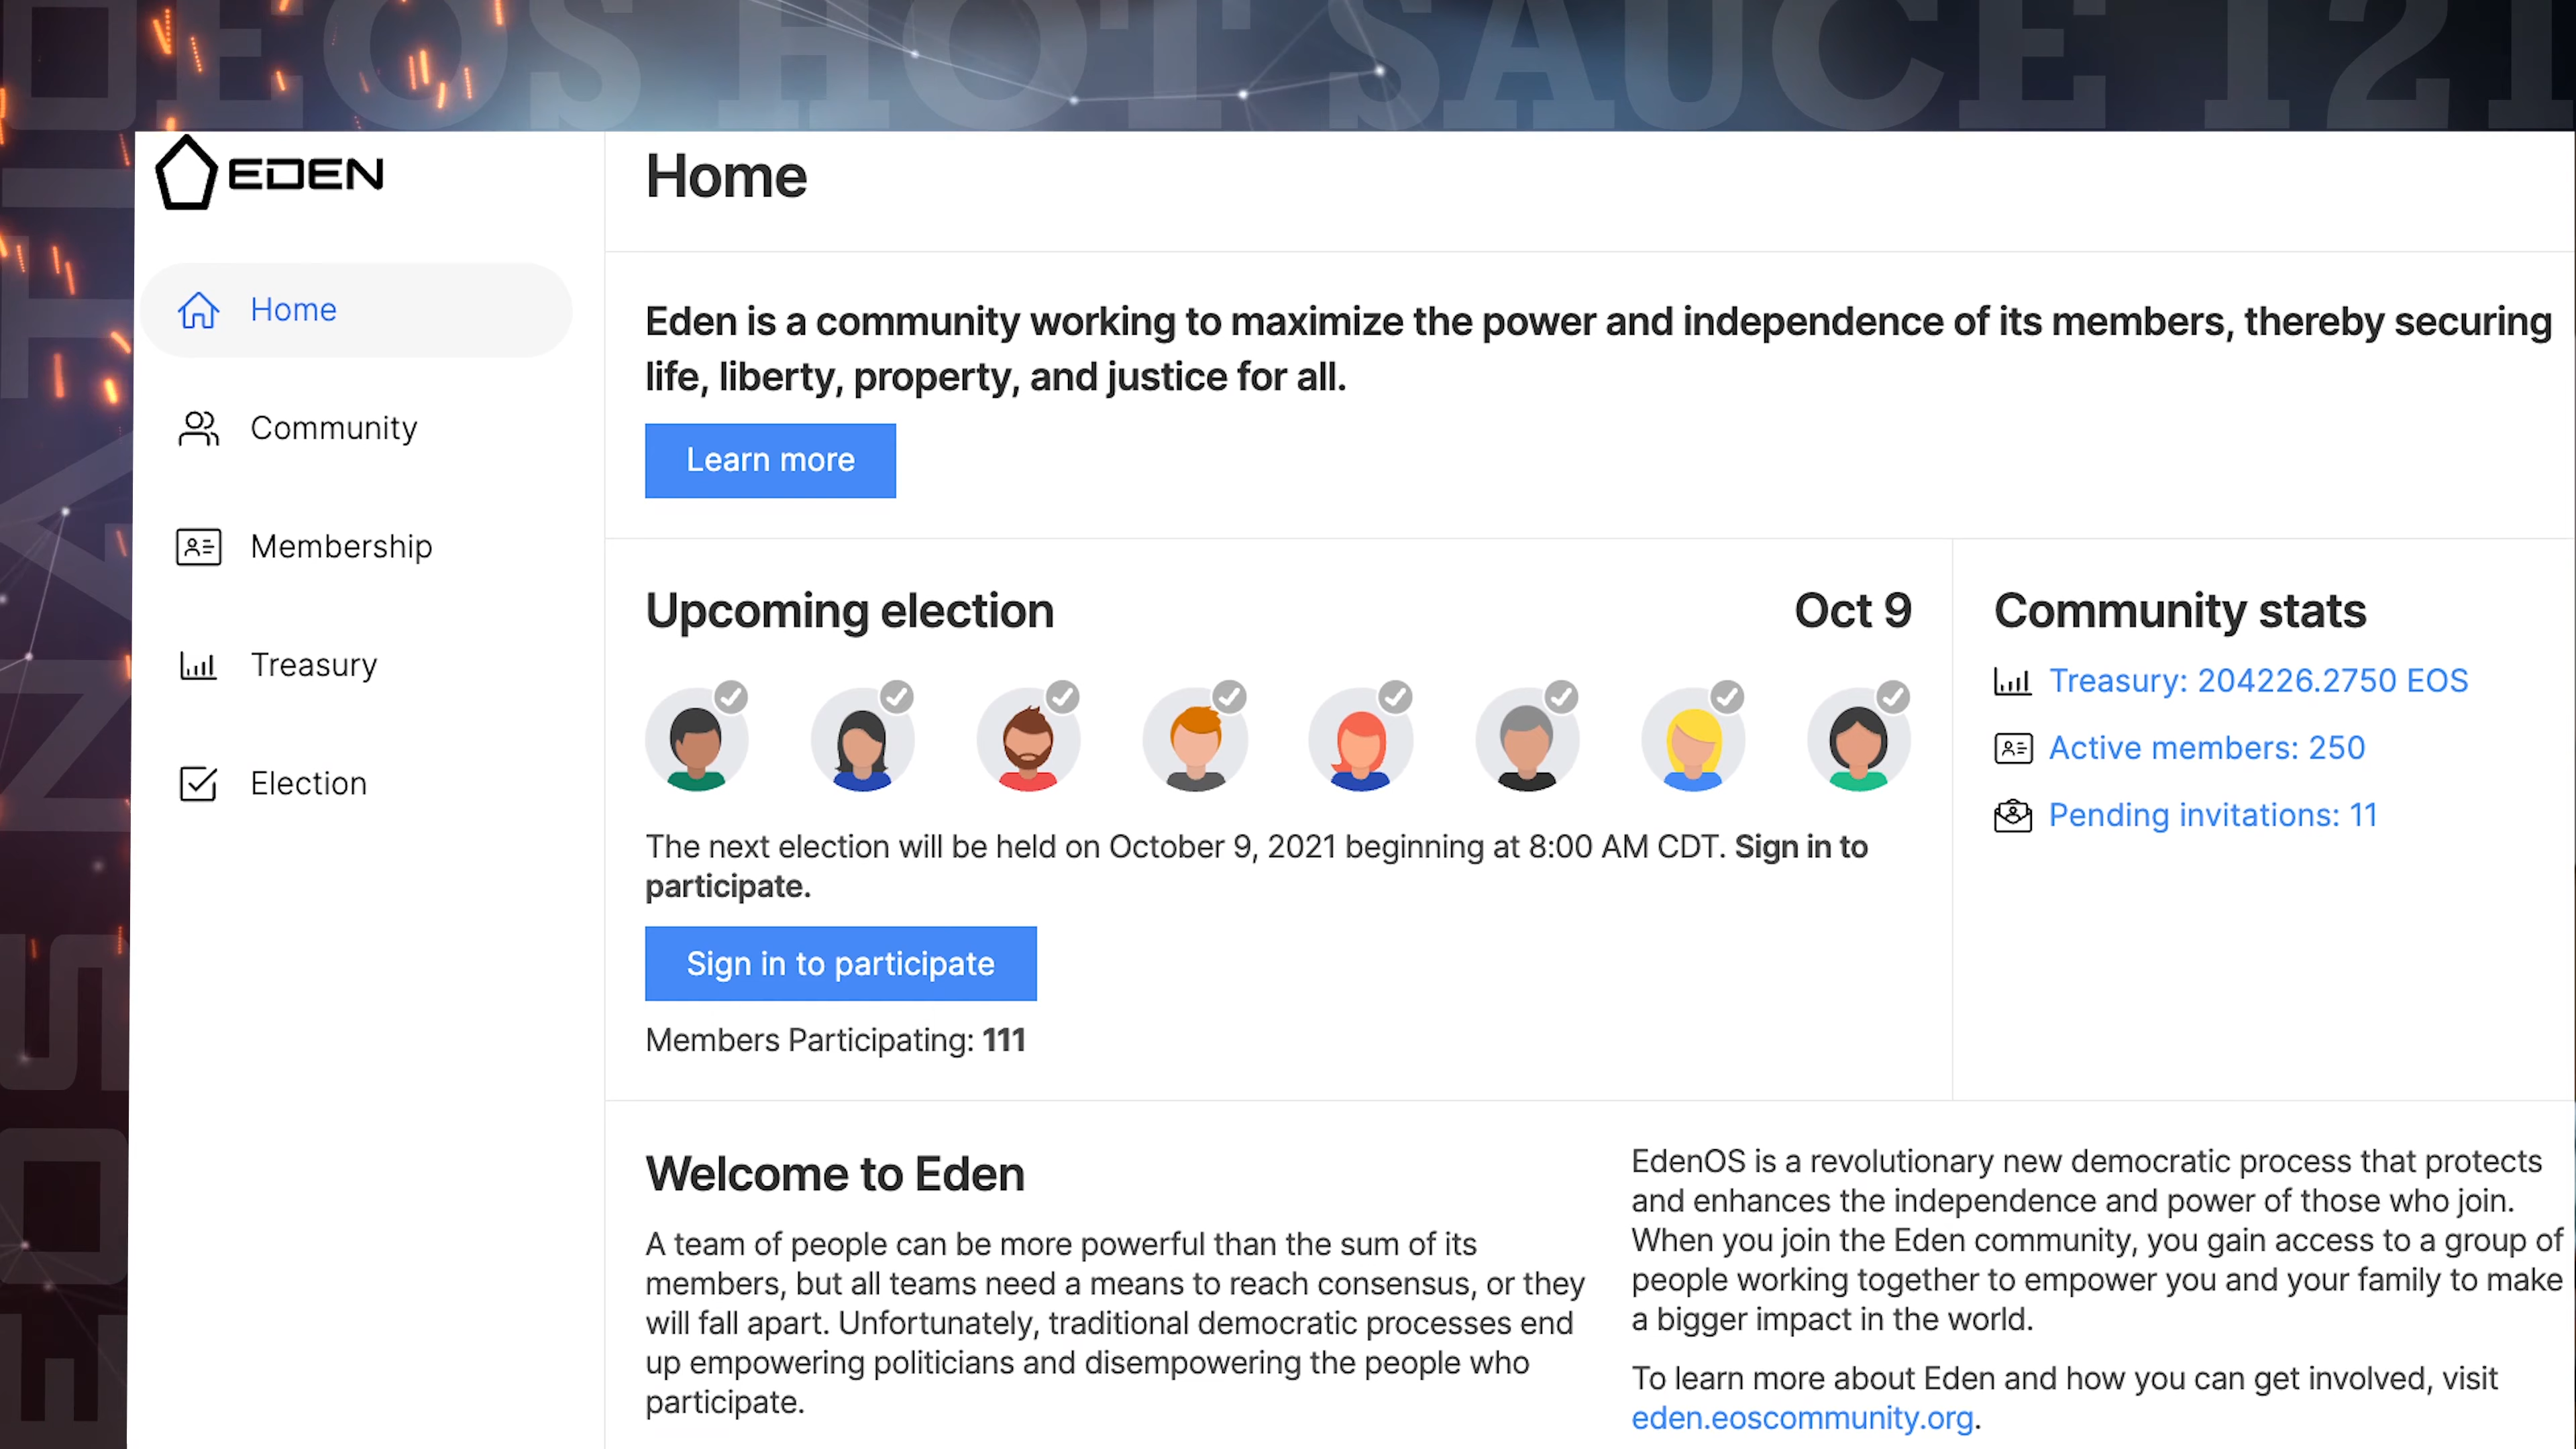 EOS HOT SAUCE 121
EDEN
Home
Community
Membership
Treasury
Election
Home
Eden is a community working to maximize the power and independence of its members, thereby securing
life, liberty, property, and justice for all.
Learn more
Upcoming election
Oct 9
The next election will be held on October 9, 2021 beginning at 8:00 AM CDT. Sign in to
participate.
Sign in to participate
Members Participating: 111
Community stats
Treasury: 204226.2750 EOS
Active members: 250
Pending invitations: 11
Welcome to Eden
A team of people can be more powerful than the sum of its
members, but all teams need a means to reach consensus, or they
will fall apart. Unfortunately, traditional democratic processes end
up empowering politicians and disempowering the people who
participate.
EdenOS is a revolutionary new democratic process that protects
and enhances the independence and power of those who join.
When you join the Eden community, you gain access to a group of
people working together to empower you and your family to make
a bigger impact in the world.
To learn more about Eden and how you can get involved, visit
eden.eoscommunity.org.